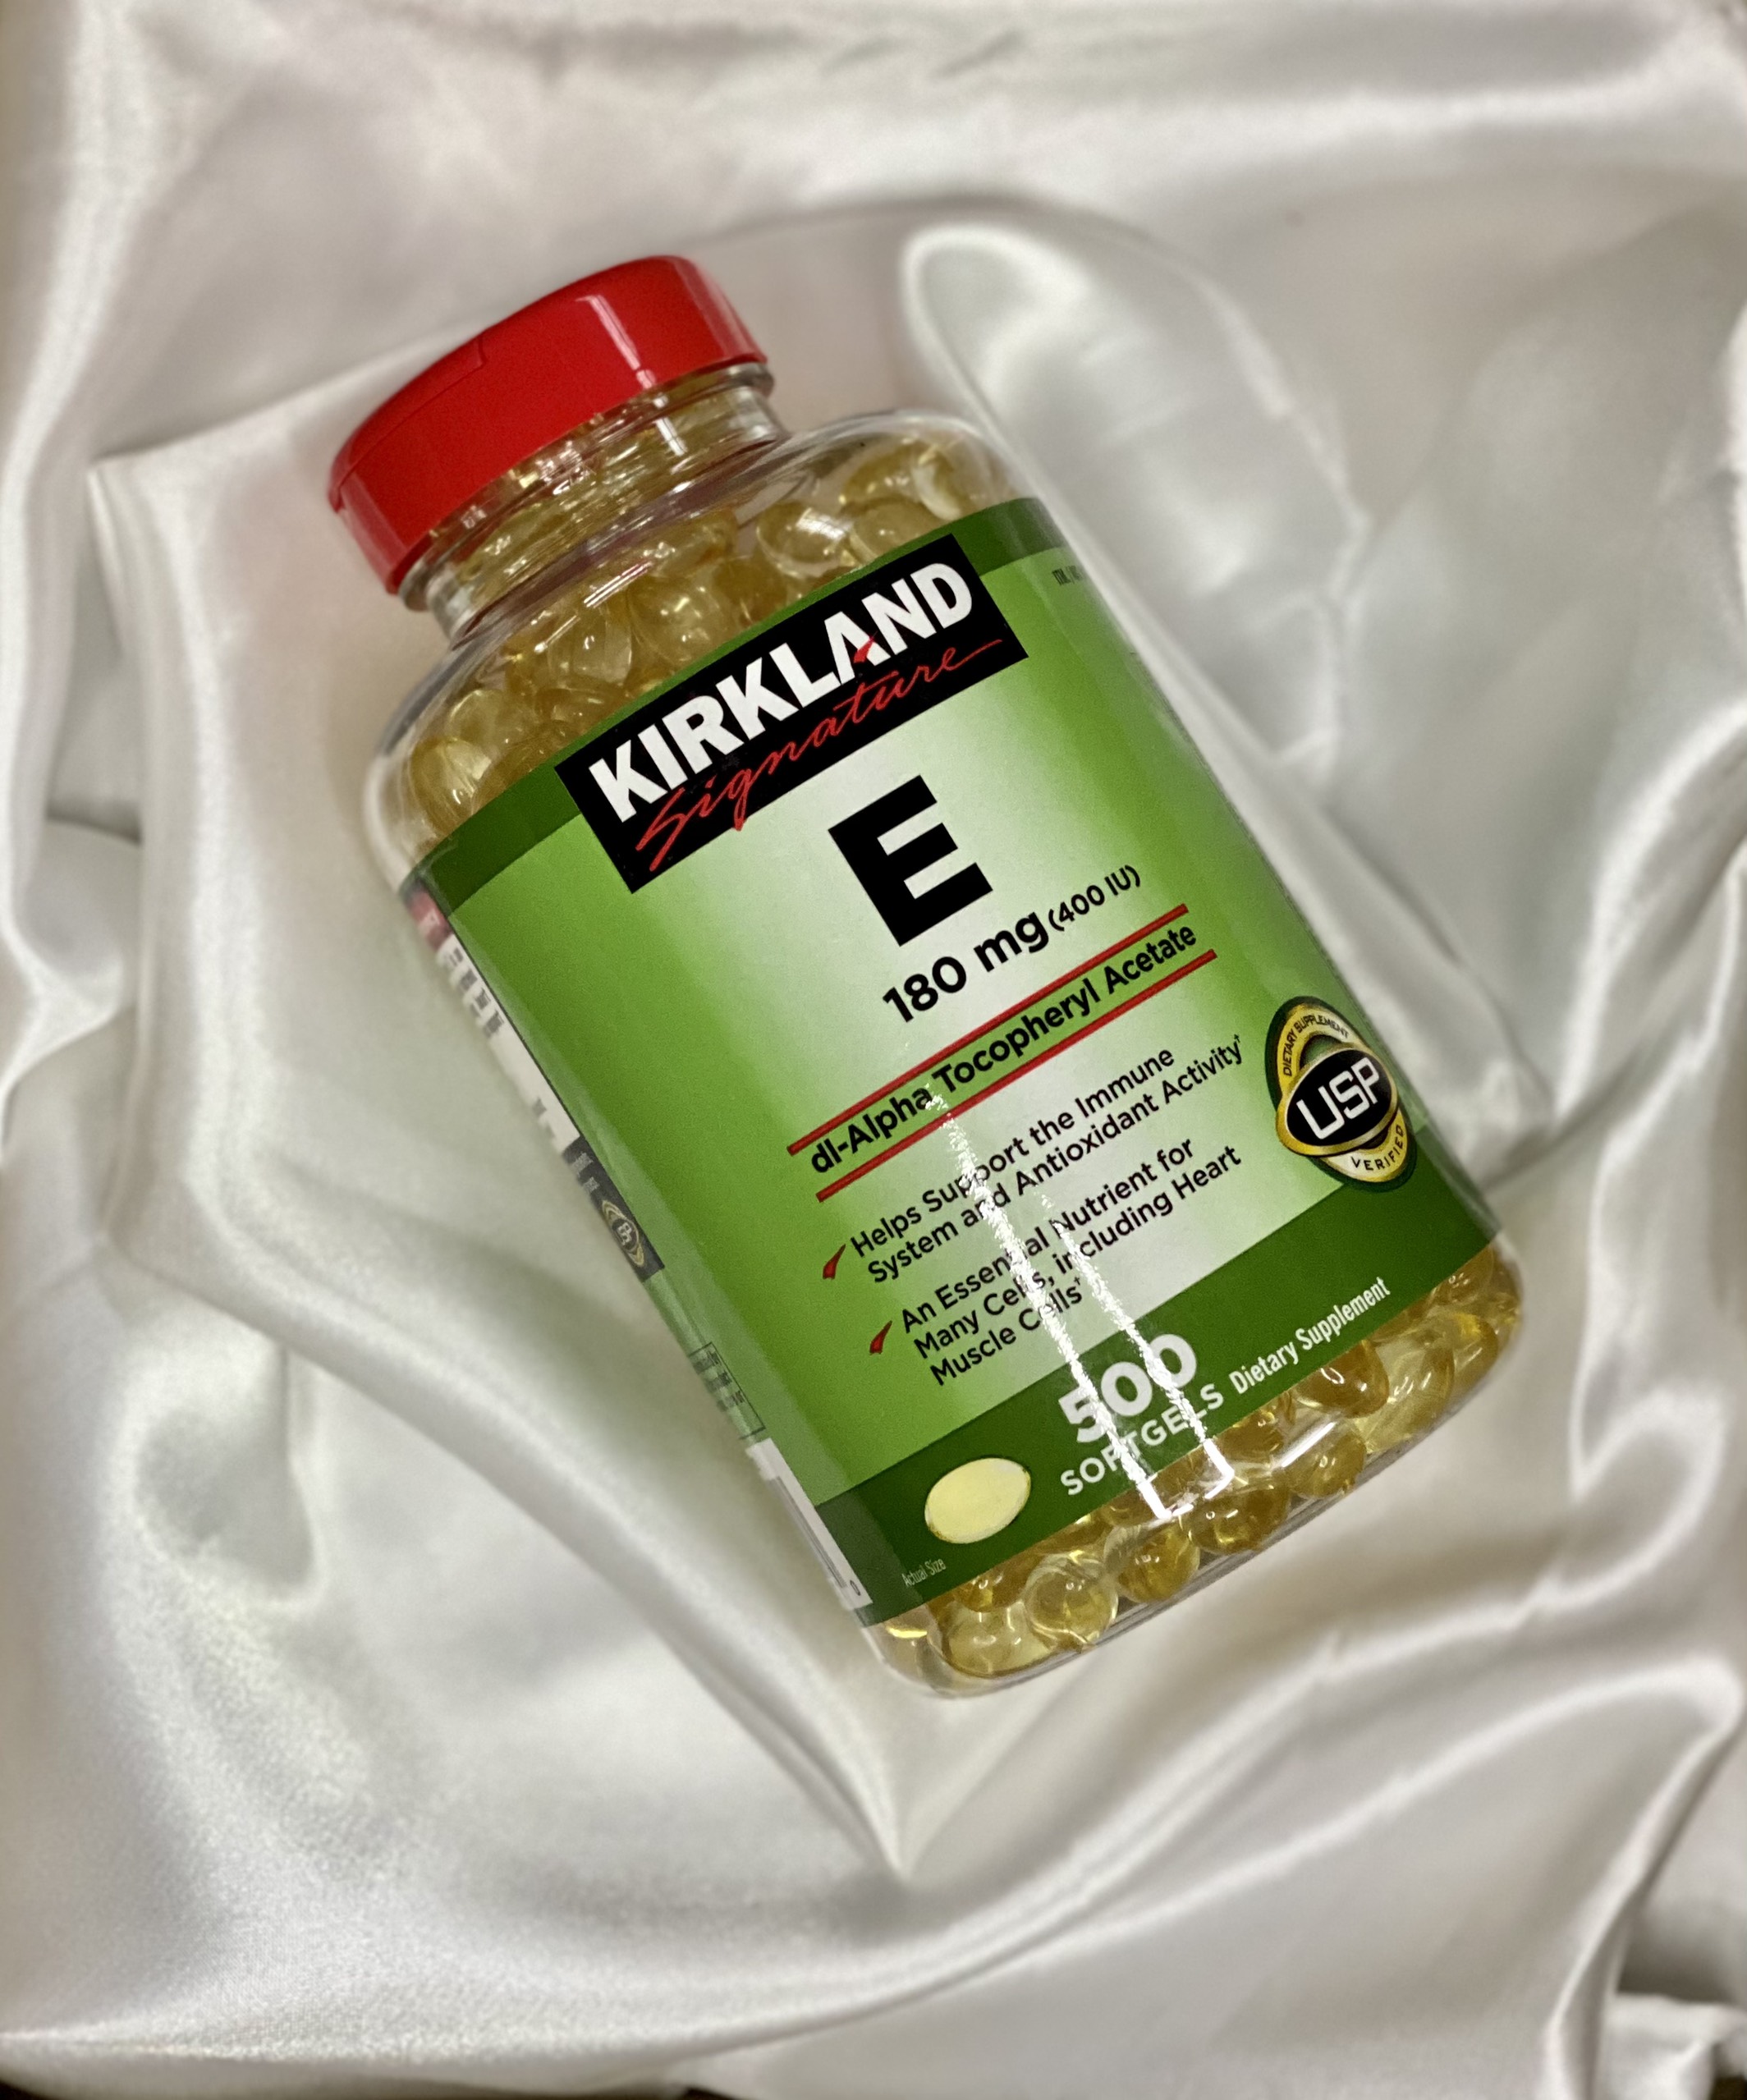 KIRKLAND
Signature
E
180 mg (400 IU)
dl-Alpha Tocopheryl Acetate
Helps Support the Immune
System and Antioxidant Activity†
An Essential Nutrient for
Many Cells, including Heart
Muscle Cells†
DIETARY SUPPLEMENT
USP
VERIFIED
500
SOFTGELS
Dietary Supplement
Actual Size